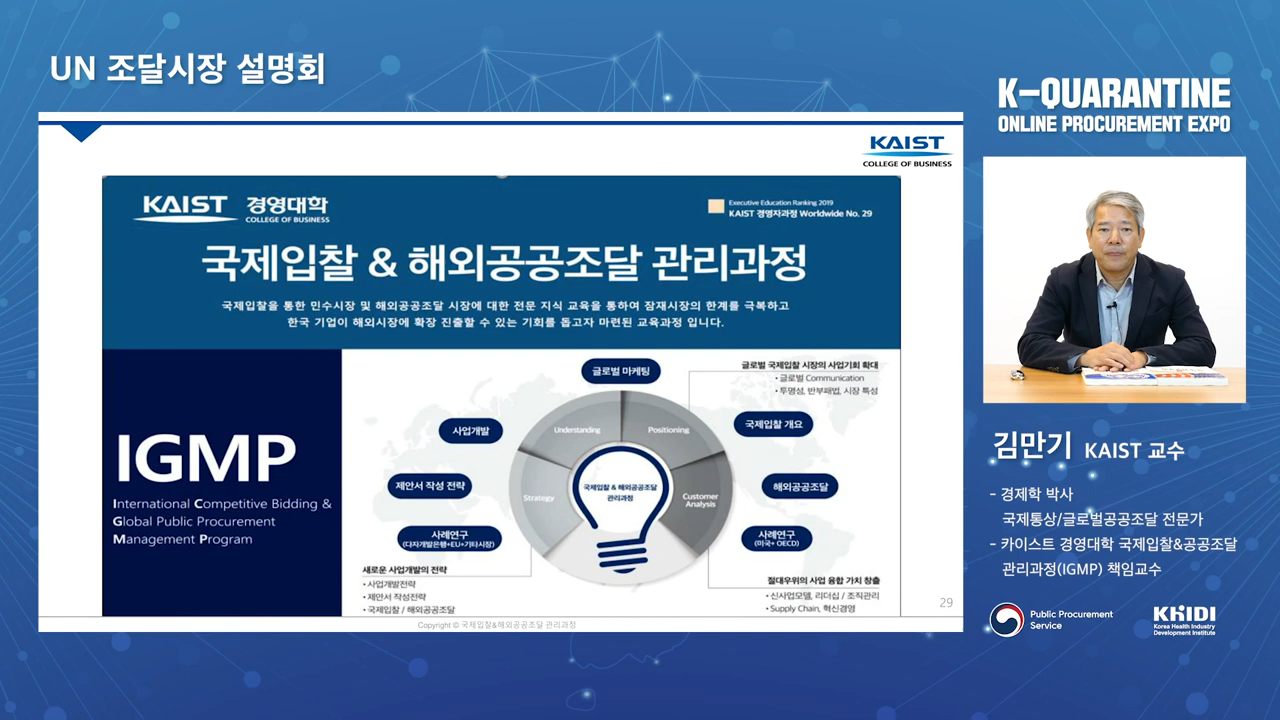 UN 조달시장 설명회
K-QUARANTINE
ONLINE PROCUREMENT EXPO
KAIST
COLLEGE OF BUSINESS
KAIST 경영대학
COLLEGE OF BUSINESS
Executive Education Ranking 2019
KAIST 경영자과정 Worldwide No. 29
국제입찰 & 해외공공조달 관리과정
국제입찰을 통한 민수시장 및 해외공공조달 시장에 대한 전문 지식 교육을 통하여 잠재시장의 한계를 극복하고
한국 기업이 해외시장에 확장 진출할 수 있는 기회를 돕고자 마련된 교육과정 입니다.
IGMP
International Competitive Bidding &
Global Public Procurement
Management Program
글로벌 마케팅
글로벌 국제입찰 시장의 사업기회 확대
• 글로벌 Communication
• 투명성, 반부패법, 시장 특성
사업개발
Understanding
Positioning
국제입찰 개요
제안서 작성 전략
Strategy
국제입찰 & 해외공공조달
관리과정
Customer
Analysis
해외공공조달
사례연구
(다자개발은행+EU+기타시장)
사례연구
(미국+ OECD)
새로운 사업개발의 전략
• 사업개발전략
• 제안서 작성전략
• 국제입찰 / 해외공공조달
절대우위의 사업 융합 가치 창출
• 신사업모델, 리더십 / 조직관리
• Supply Chain, 혁신경영
29
Copyright © 국제입찰&해외공공조달 관리과정
김만기 KAIST 교수
- 경제학 박사
국제통상/글로벌공공조달 전문가
- 카이스트 경영대학 국제입찰&공공조달
관리과정(IGMP) 책임교수
Public Procurement
Service
KHIDI
Korea Health Industry
Development Institute